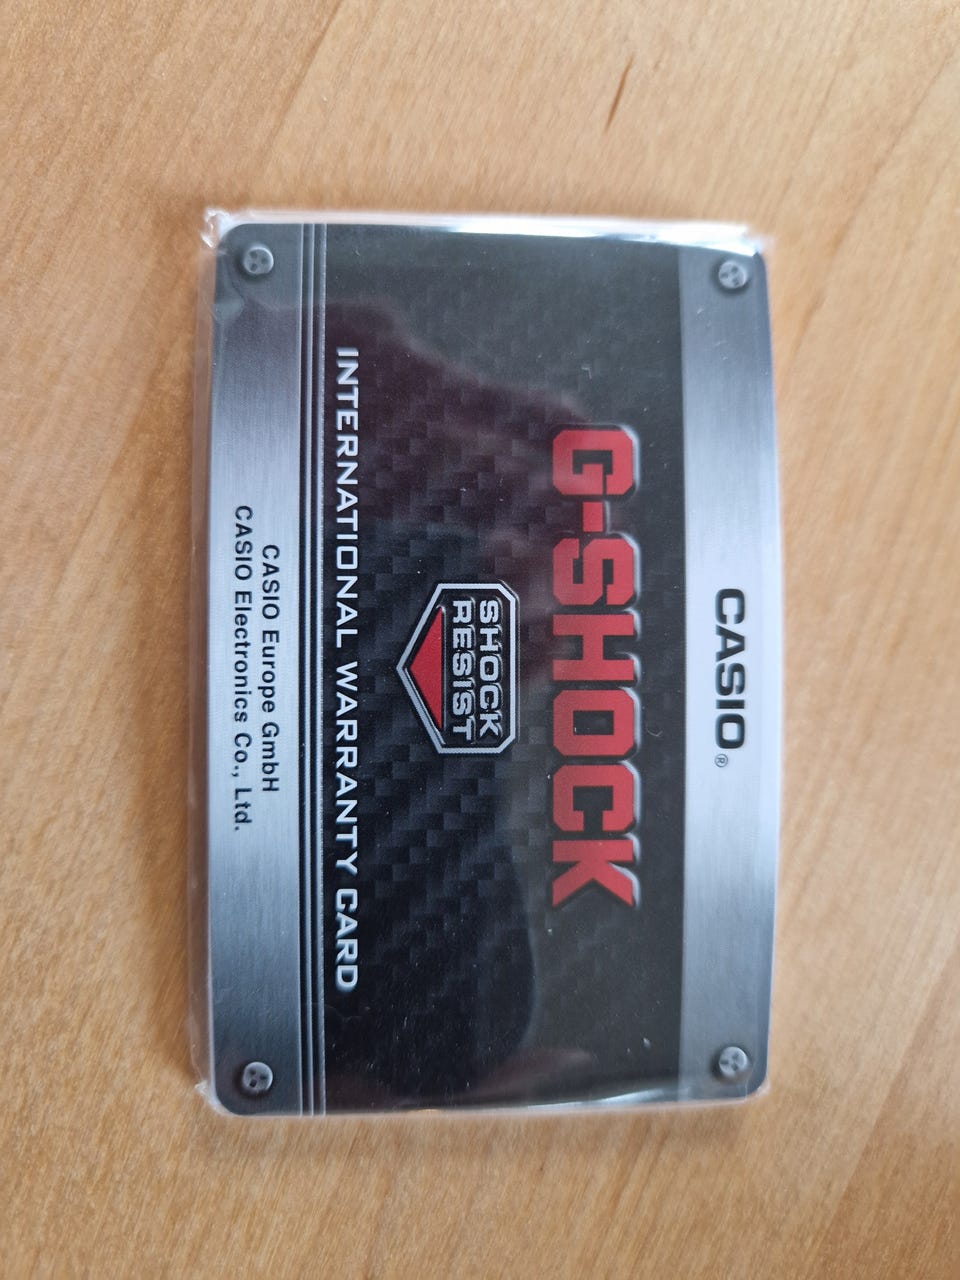 CASIO®
G-SHOCK
SHOCK
RESIST
INTERNATIONAL WARRANTY CARD
CASIO Europe GmbH
CASIO Electronics Co., Ltd.